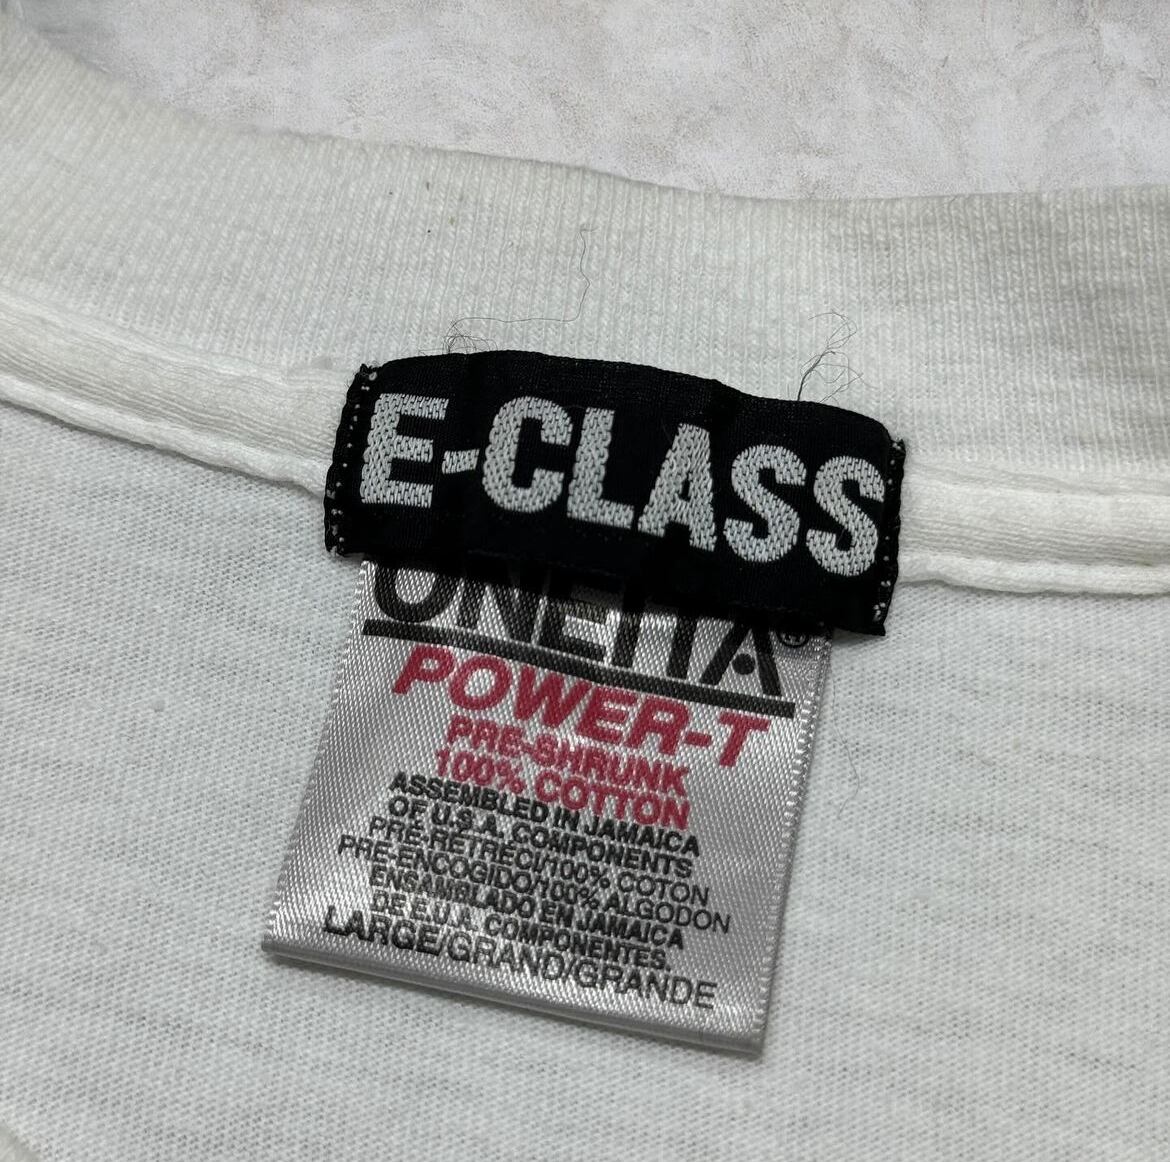 E-CLASS
ONEITA®
POWER-T
PRE-SHRUNK
100% COTTON
ASSEMBLED IN JAMAICA
OF U.S.A. COMPONENTS
PRÉ-RETRECI/100% COTON
PRE-ENCOGIDO/100% ALGODON
ENSAMBLADO EN JAMAICA
DE E.U.A. COMPONENTES.
LARGE/GRAND/GRANDE